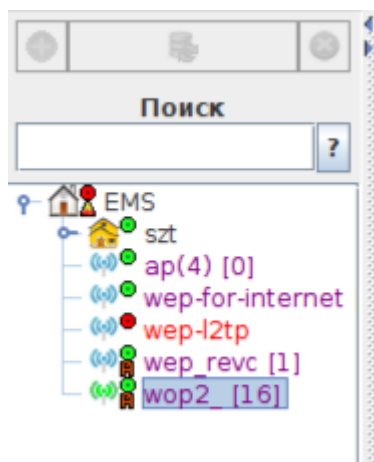 Поиск
?
EMS
szt
ap(4) [0]
wep-for-internet
wep-l2tp
wep_revc [1]
wop2_ [16]